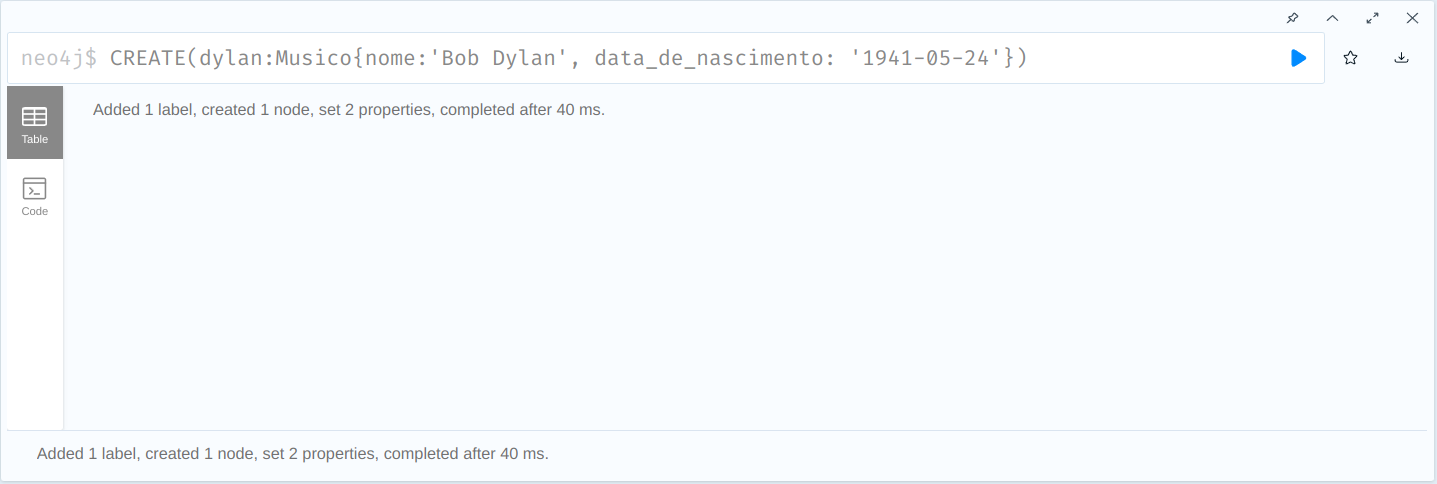 neo4j$ CREATE(dylan:Musico{nome:'Bob Dylan', data_de_nascimento: '1941-05-24'})
Table
Added 1 label, created 1 node, set 2 properties, completed after 40 ms.
Code
Added 1 label, created 1 node, set 2 properties, completed after 40 ms.